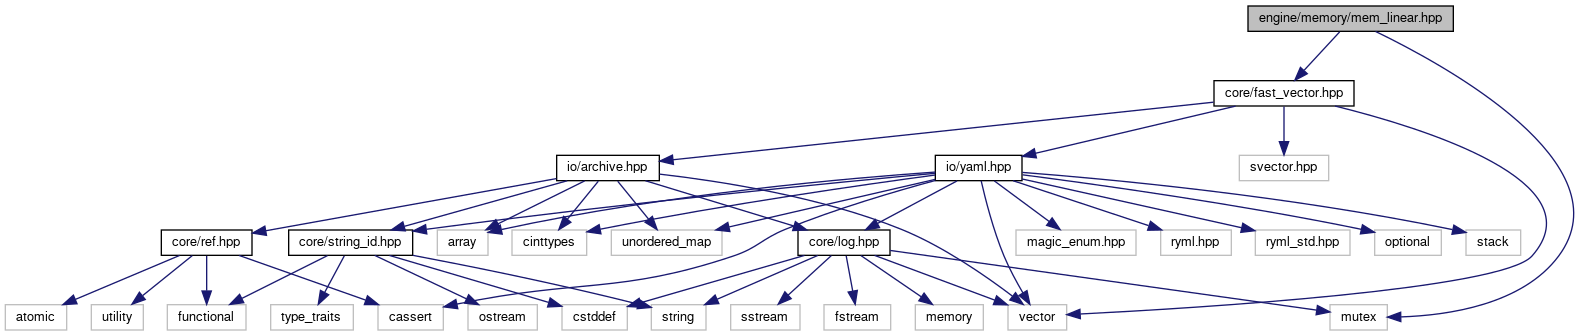 engine/memory/mem_linear.hpp
core/fast_vector.hpp
io/archive.hpp
io/yaml.hpp
svector.hpp
core/ref.hpp
core/string_id.hpp
array
cinttypes
unordered_map
core/log.hpp
magic_enum.hpp
ryml.hpp
ryml_std.hpp
optional
stack
atomic
utility
functional
type_traits
cassert
ostream
cstddef
string
sstream
fstream
memory
vector
mutex